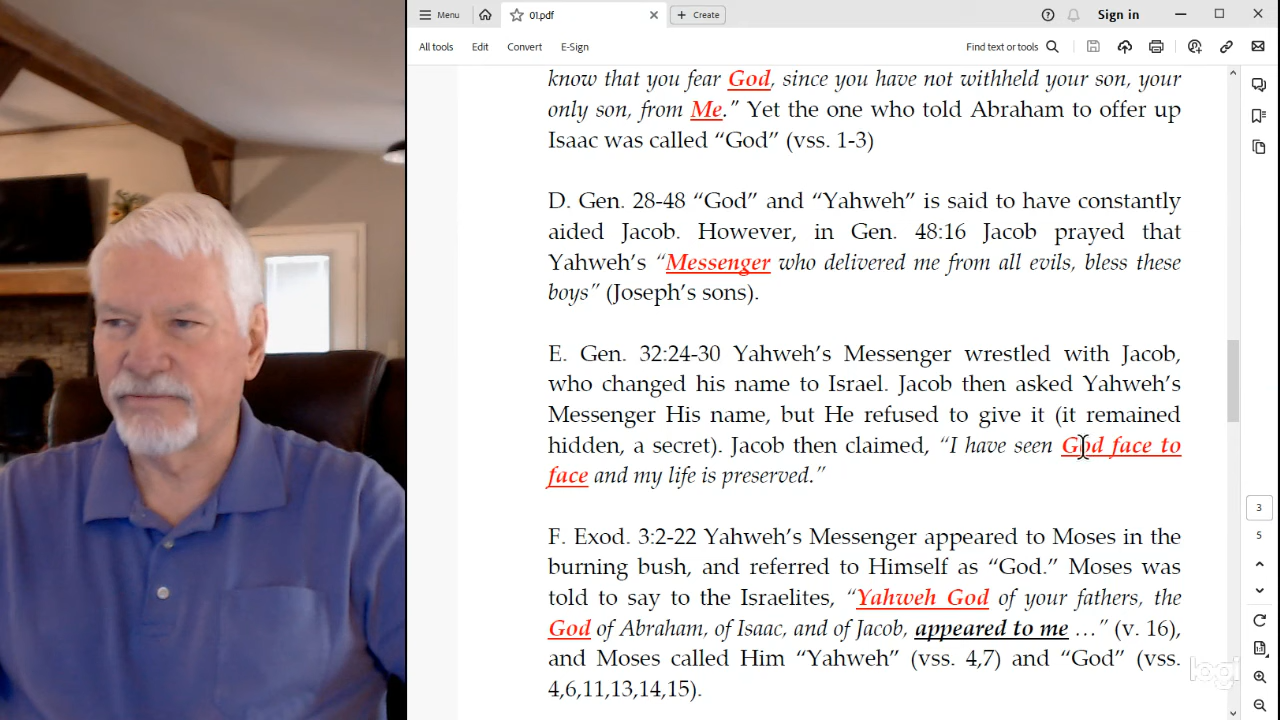 Menu
01.pdf
Create
Sign in
All tools
Edit
Convert
E-Sign
Find text or tools
know that you fear God, since you have not withheld your son, your
only son, from Me.” Yet the one who told Abraham to offer up
Isaac was called “God” (vss. 1-3)
D. Gen. 28-48 “God” and “Yahweh” is said to have constantly
aided Jacob. However, in Gen. 48:16 Jacob prayed that
Yahweh’s “Messenger who delivered me from all evils, bless these
boys” (Joseph’s sons).
E. Gen. 32:24-30 Yahweh’s Messenger wrestled with Jacob,
who changed his name to Israel. Jacob then asked Yahweh’s
Messenger His name, but He refused to give it (it remained
hidden, a secret). Jacob then claimed, “I have seen God face to
face and my life is preserved.”
F. Exod. 3:2-22 Yahweh’s Messenger appeared to Moses in the
burning bush, and referred to Himself as “God.” Moses was
told to say to the Israelites, “Yahweh God of your fathers, the
God of Abraham, of Isaac, and of Jacob, appeared to me …” (v. 16),
and Moses called Him “Yahweh” (vss. 4,7) and “God” (vss.
4,6,11,13,14,15).
3
5
logi